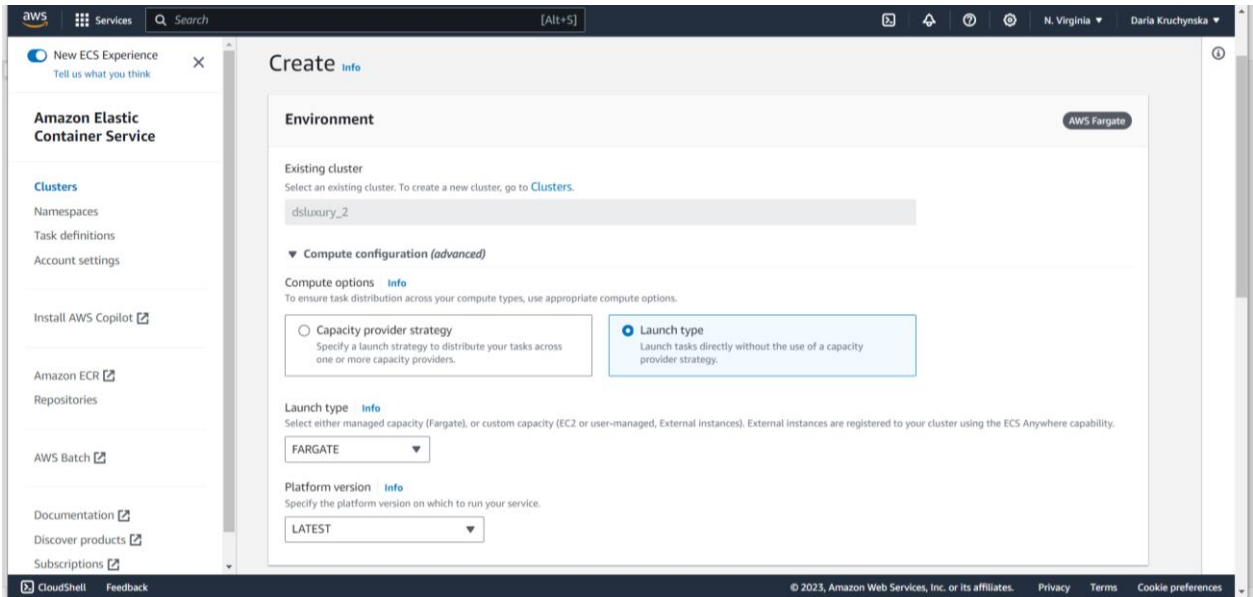 aws
Services
Search
[Alt+S]
N. Virginia ▼
Daria Kruchynska ▼
New ECS Experience
Tell us what you think
Amazon Elastic
Container Service
Clusters
Namespaces
Task definitions
Account settings
Install AWS Copilot
Amazon ECR
Repositories
AWS Batch
Documentation
Discover products
Subscriptions
Create Info
Environment
AWS Fargate
Existing cluster
Select an existing cluster. To create a new cluster, go to Clusters.
dsluxury_2
▼ Compute configuration (advanced)
Compute options Info
To ensure task distribution across your compute types, use appropriate compute options.
Capacity provider strategy
Specify a launch strategy to distribute your tasks across
one or more capacity providers.
Launch type
Launch tasks directly without the use of a capacity
provider strategy.
Launch type Info
Select either managed capacity (Fargate), or custom capacity (EC2 or user-managed, External instances). External instances are registered to your cluster using the ECS Anywhere capability.
FARGATE
Platform version Info
Specify the platform version on which to run your service.
LATEST
CloudShell Feedback
© 2023, Amazon Web Services, Inc. or its affiliates. Privacy Terms Cookie preferences